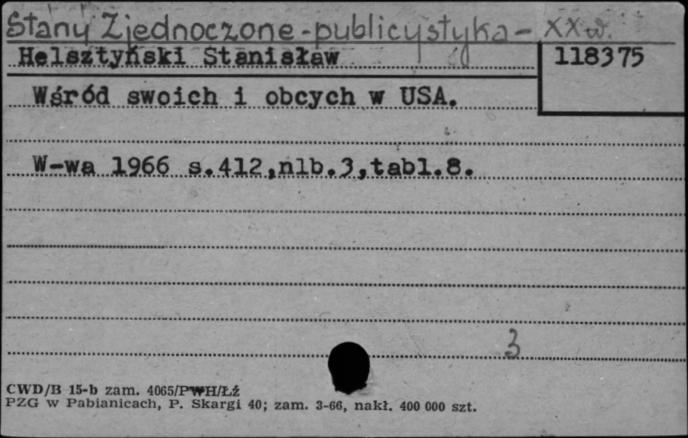 Stany Zjednoczone - publicystyka - XX w.
Helsztyński Stanisław
118375
Wśród swoich i obcych w USA.
W-wa 1966 s.412,nlb.3,tabl.8.
3
CWD/B 15-b zam. 4065/PWH/Łź
PZG w Pabianicach, P. Skargi 40; zam. 3-66, nakł. 400 000 szt.